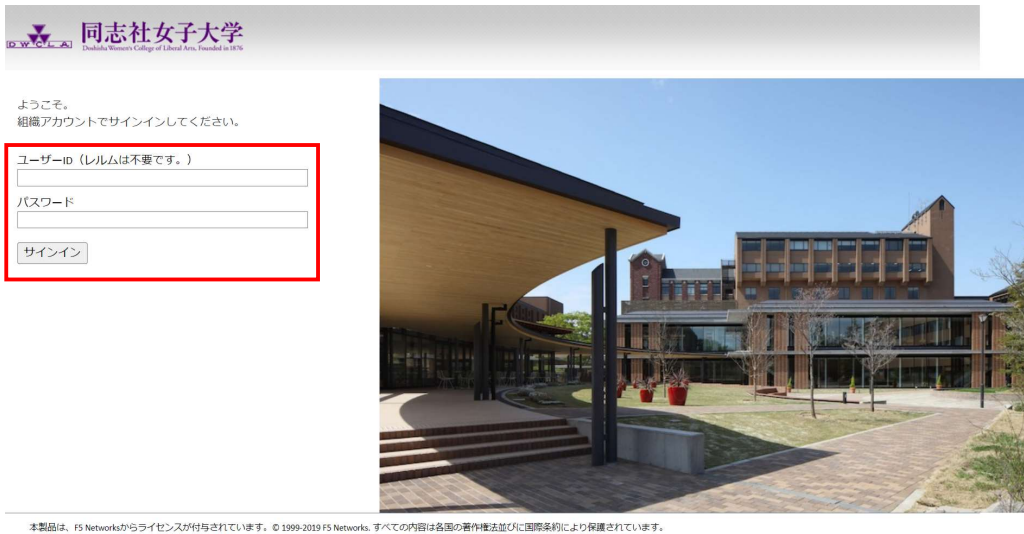 DWCLA
同志社女子大学
Doshisha Women's College of Liberal Arts, Founded in 1876
ようこそ。
組織アカウントでサインインしてください。
ユーザーID（レルムは不要です。）
パスワード
サインイン
本製品は、F5 Networksからライセンスが付与されています。© 1999-2019 F5 Networks. すべての内容は各国の著作権法並びに国際条約により保護されています。